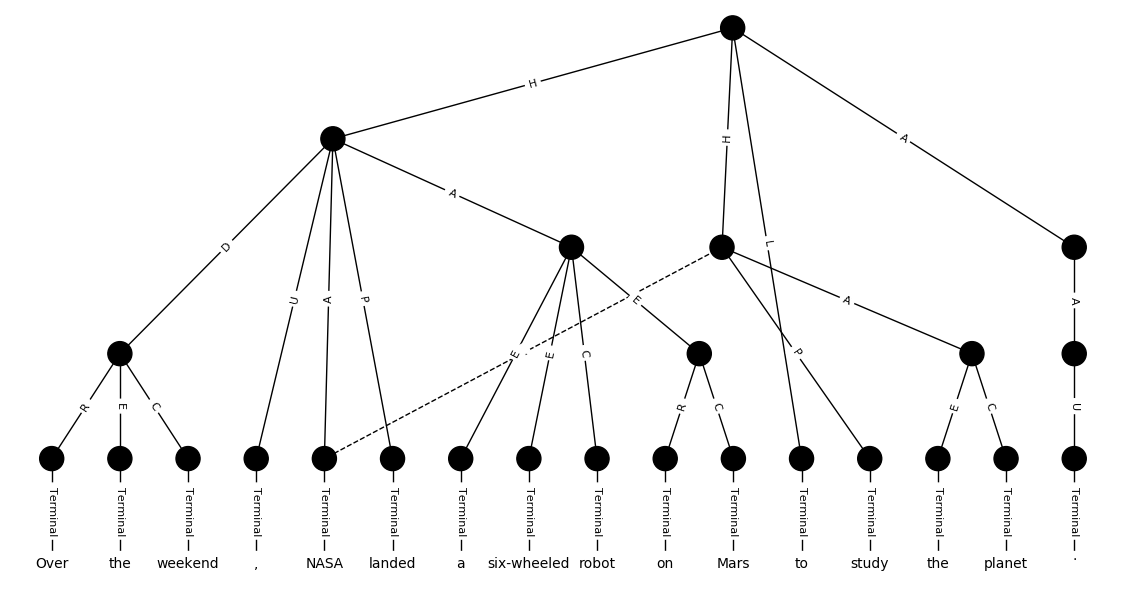 H
H
L
A
D
U
A
P
A
E
E
C
E
P
A
A
R
E
C
R
C
E
C
U
Terminal Terminal Terminal Terminal Terminal Terminal Terminal Terminal Terminal Terminal Terminal Terminal Terminal Terminal Terminal Terminal
Over the weekend , NASA landed a six-wheeled robot on Mars to study the planet .